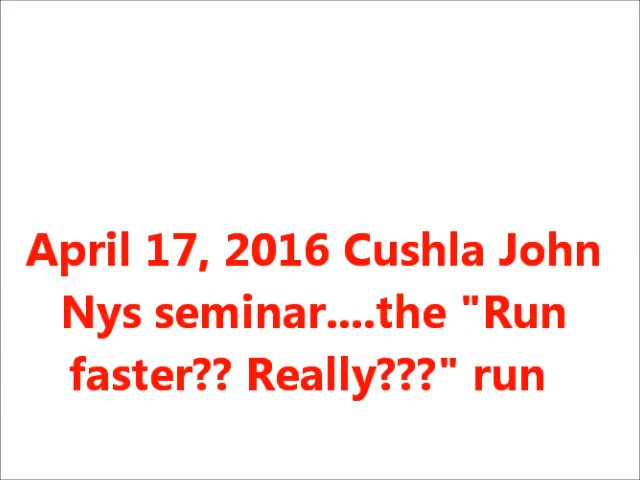 April 17, 2016 Cushla John
Nys seminar....the "Run
faster?? Really???" run